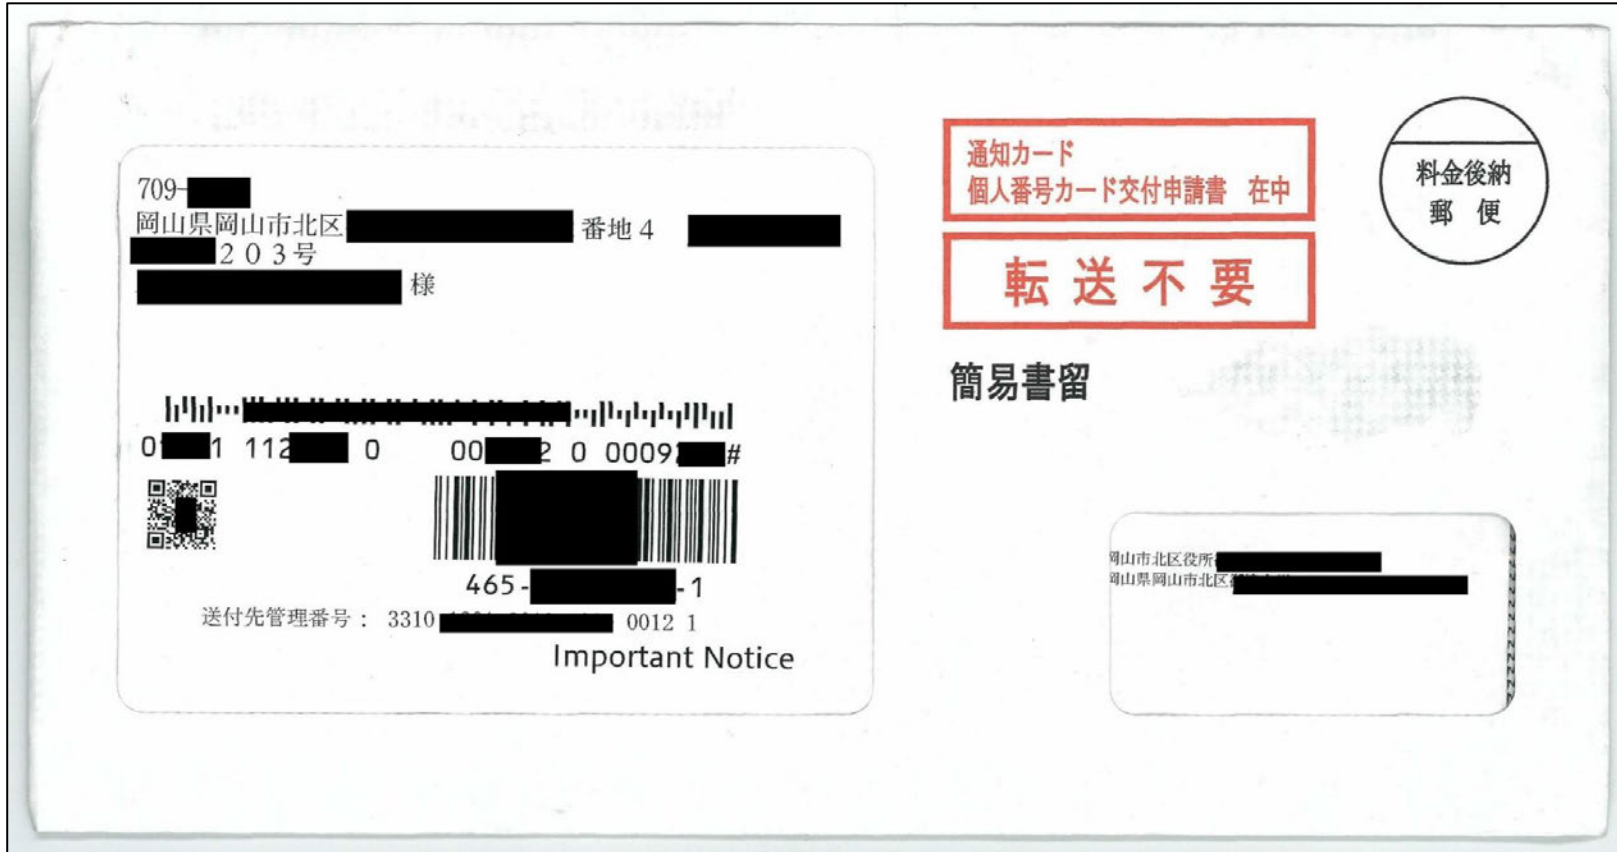 709-
岡山県岡山市北区 番地4
203号
様
0 1 112 0 00 2 0 0009 #
465- -1
送付先管理番号: 3310 0012 1
Important Notice
通知カード
個人番号カード交付申請書 在中
転送不要
簡易書留
料金後納
郵便
岡山市北区役所
岡山県岡山市北区